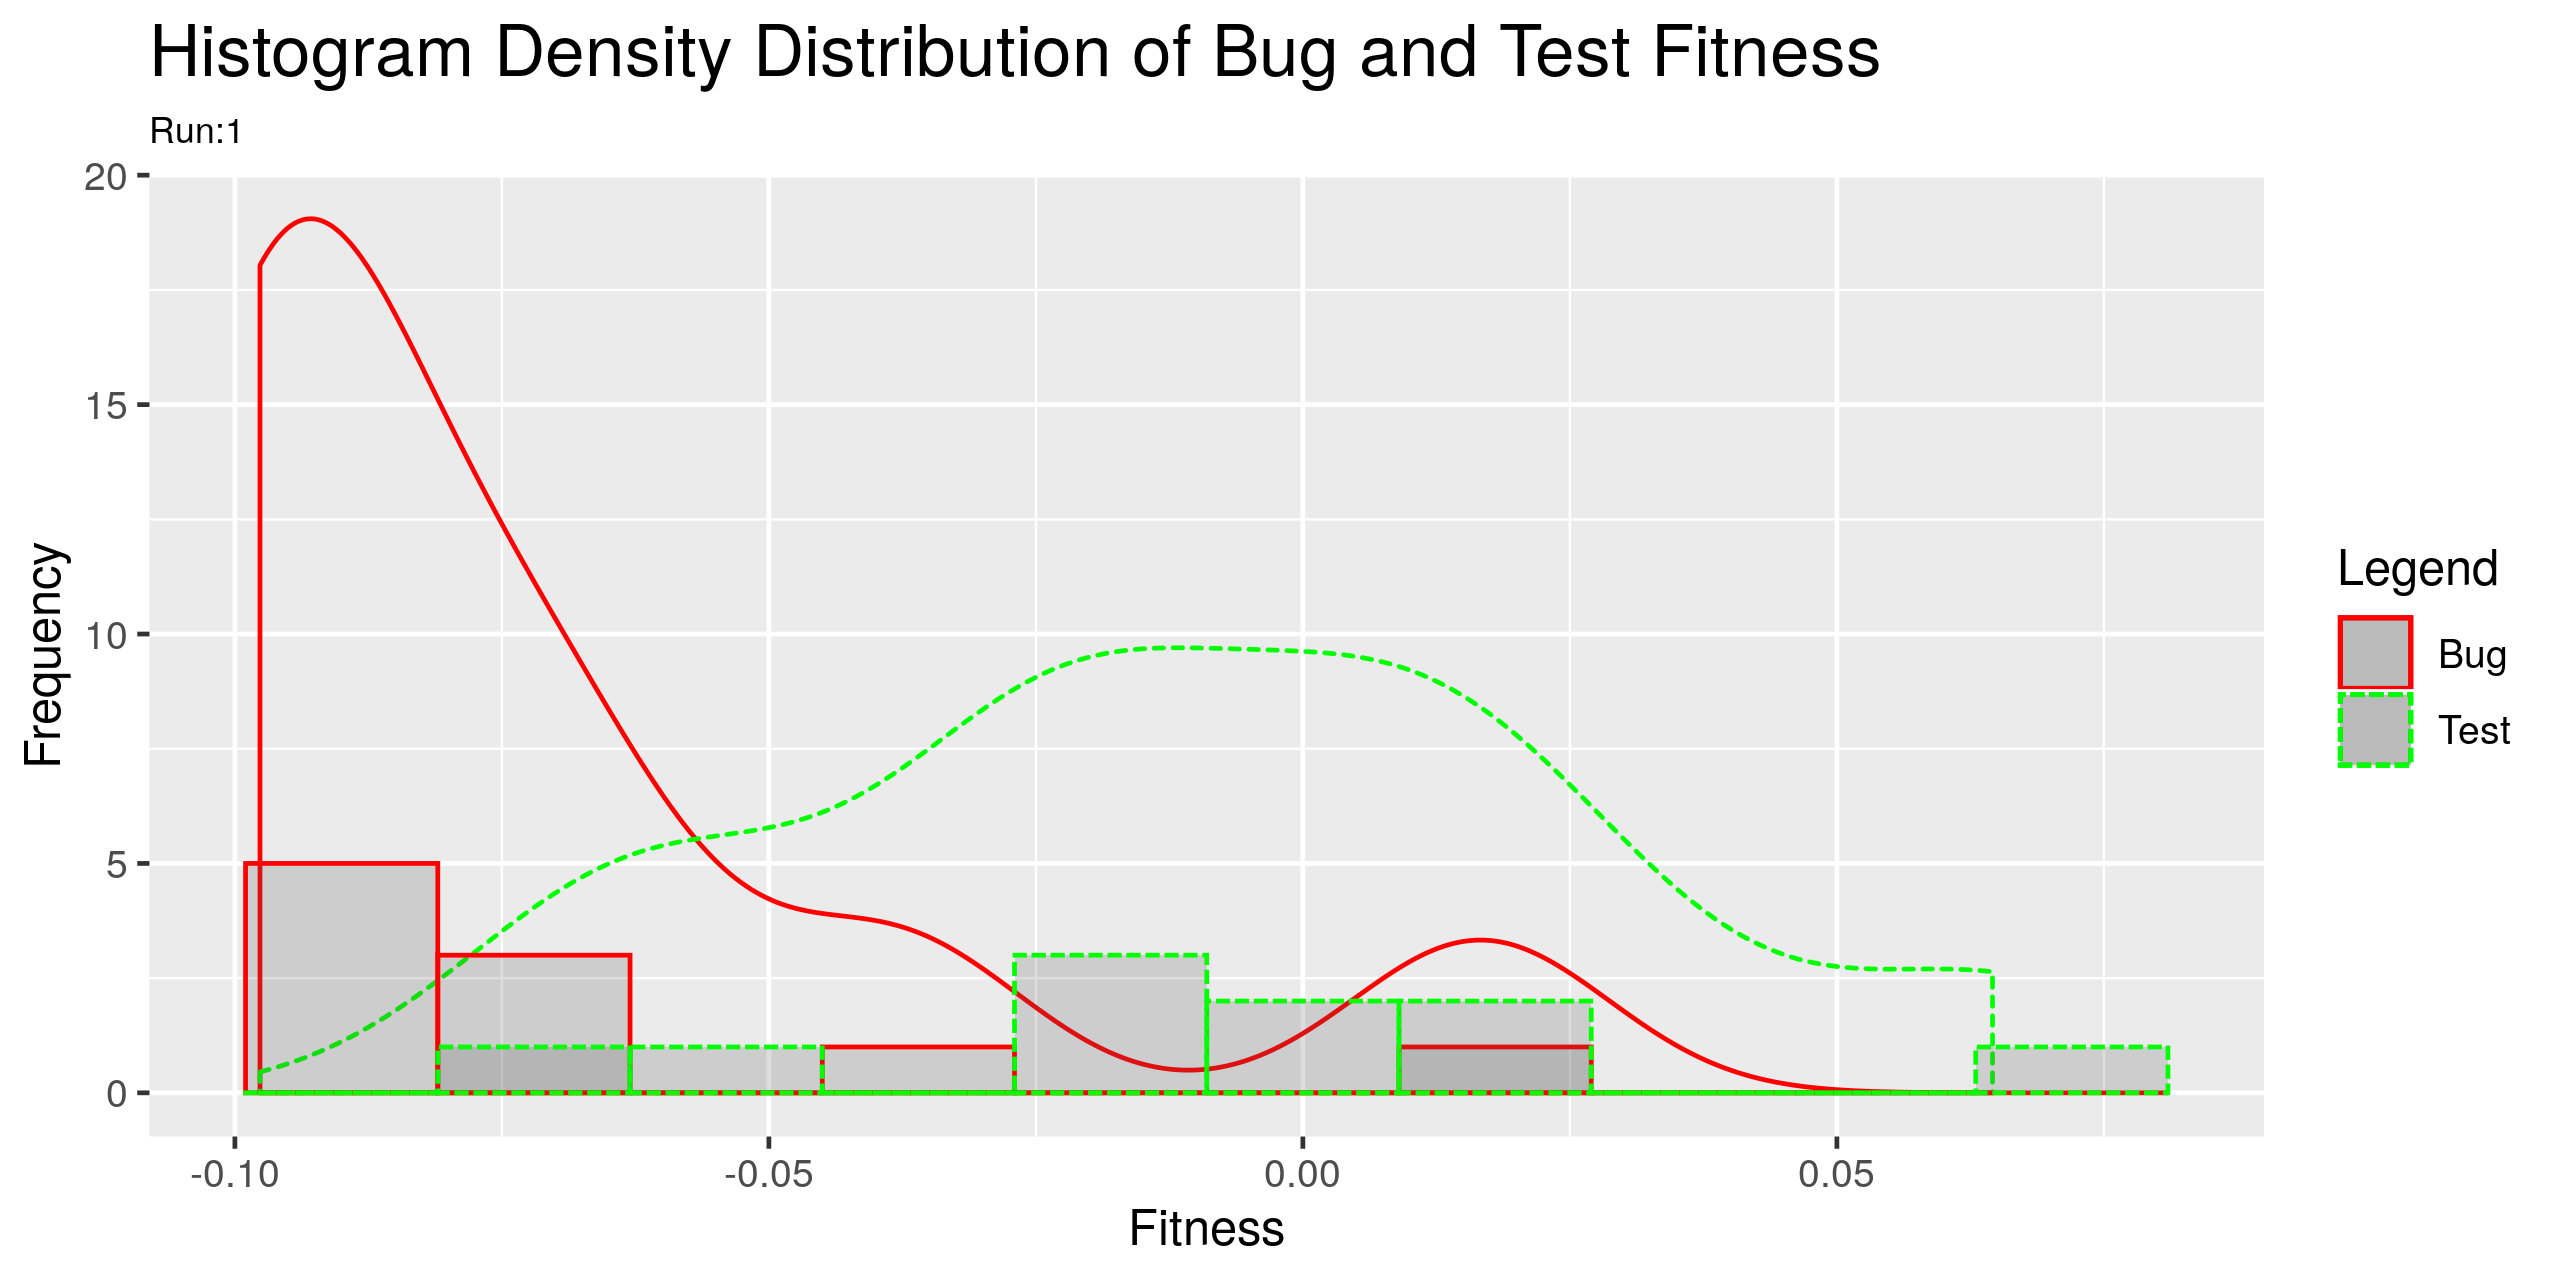 Histogram Density Distribution of Bug and Test Fitness
Run:1
20
15
10
5
0
Frequency
-0.10
-0.05
0.00
0.05
Fitness
Legend
Bug
Test